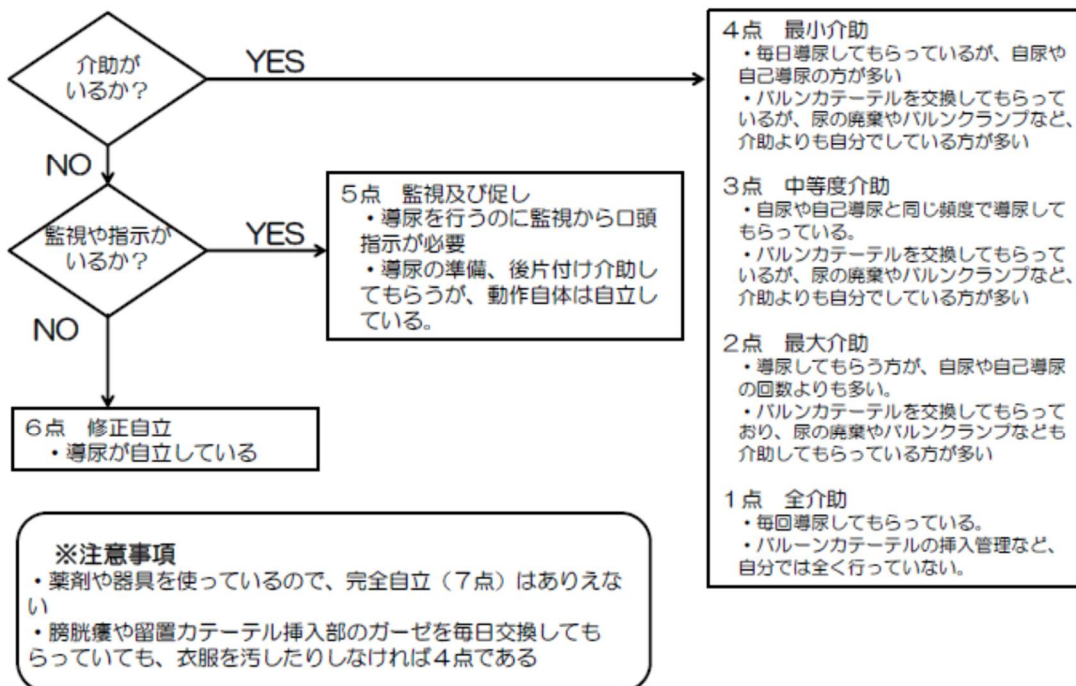 介助が
いるか?
YES
NO
監視や指示が
いるか?
YES
NO
5点 監視及び促し
・導尿を行うのに監視から口頭
指示が必要
・導尿の準備、後片付け介助し
てもらうが、動作自体は自立し
ている。
6点 修正自立
・導尿が自立している
4点 最小介助
・毎日導尿してもらっているが、自尿や
自己導尿の方が多い
・バルンカテーテルを交換してもらって
いるが、尿の廃棄やバルンクランプなど、
介助よりも自分でしている方が多い
3点 中等度介助
・自尿や自己導尿と同じ頻度で導尿して
もらっている。
・バルンカテーテルを交換してもらって
いるが、尿の廃棄やバルンクランプなど、
介助よりも自分でしている方が多い
2点 最大介助
・導尿してもらう方が、自尿や自己導尿
の回数よりも多い。
・バルンカテーテルを交換してもらって
おり、尿の廃棄やバルンクランプなども
介助してもらっている方が多い
1点 全介助
・毎回導尿してもらっている。
・バルーンカテーテルの挿入管理など、
自分では全く行っていない。
※注意事項
・薬剤や器具を使っているので、完全自立(7点)はありえな
い
・膀胱瘻や留置カテーテル挿入部のガーゼを毎日交換しても
らっていても、衣服を汚したりしなければ4点である